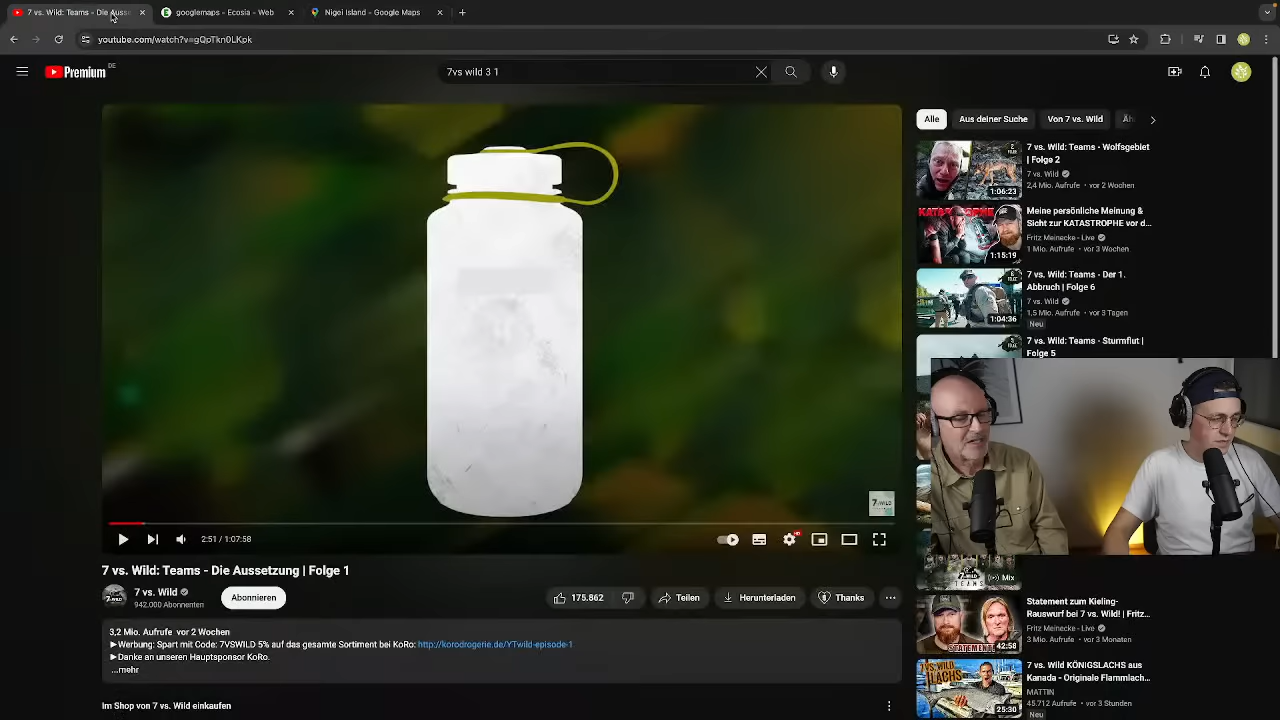 7 vs. Wild: Teams - Die Auss
googlemaps - Ecosia - Web
Nigei Island - Google Maps
youtube.com/watch?v=gQpTkn0LKpk
Premium
DE
7vs wild 3 1
Alle
Aus deiner Suche
Von 7 vs. Wild
7 vs. Wild: Teams - Wolfsgebiet
| Folge 2
7 vs. Wild
2,4 Mio. Aufrufe • vor 2 Wochen
1:06:23
Meine persönliche Meinung &
Sicht zur KATASTROPHE vor d...
Fritz Meinecke - Live
1 Mio. Aufrufe • vor 3 Wochen
1:15:19
7 vs. Wild: Teams - Der 1.
Abbruch | Folge 6
7 vs. Wild
1,5 Mio. Aufrufe • vor 3 Tagen
Neu
1:04:36
7 vs. Wild: Teams - Sturmflut |
Folge 5
2:51 / 1:07:58
7 vs. Wild: Teams - Die Aussetzung | Folge 1
7 vs. Wild
942.000 Abonnenten
Abonnieren
175.862
Teilen
Herunterladen
Thanks
3,2 Mio. Aufrufe vor 2 Wochen
►Werbung: Spart mit Code: 7VSWILD 5% auf das gesamte Sortiment bei KoRo: http://korodrogerie.de/YTwild-episode-1
►Danke an unseren Hauptsponsor KoRo
...mehr
Im Shop von 7 vs. Wild einkaufen
Mix
Statement zum Kieling-
Rauswurf bei 7 vs. Wild! | Fritz...
Fritz Meinecke - Live
3 Mio. Aufrufe • vor 3 Monaten
42:58
7 vs. Wild KÖNIGSLACHS aus
Kanada - Originale Flammlach...
MATTIN
45.712 Aufrufe • vor 3 Stunden
Neu
25:30